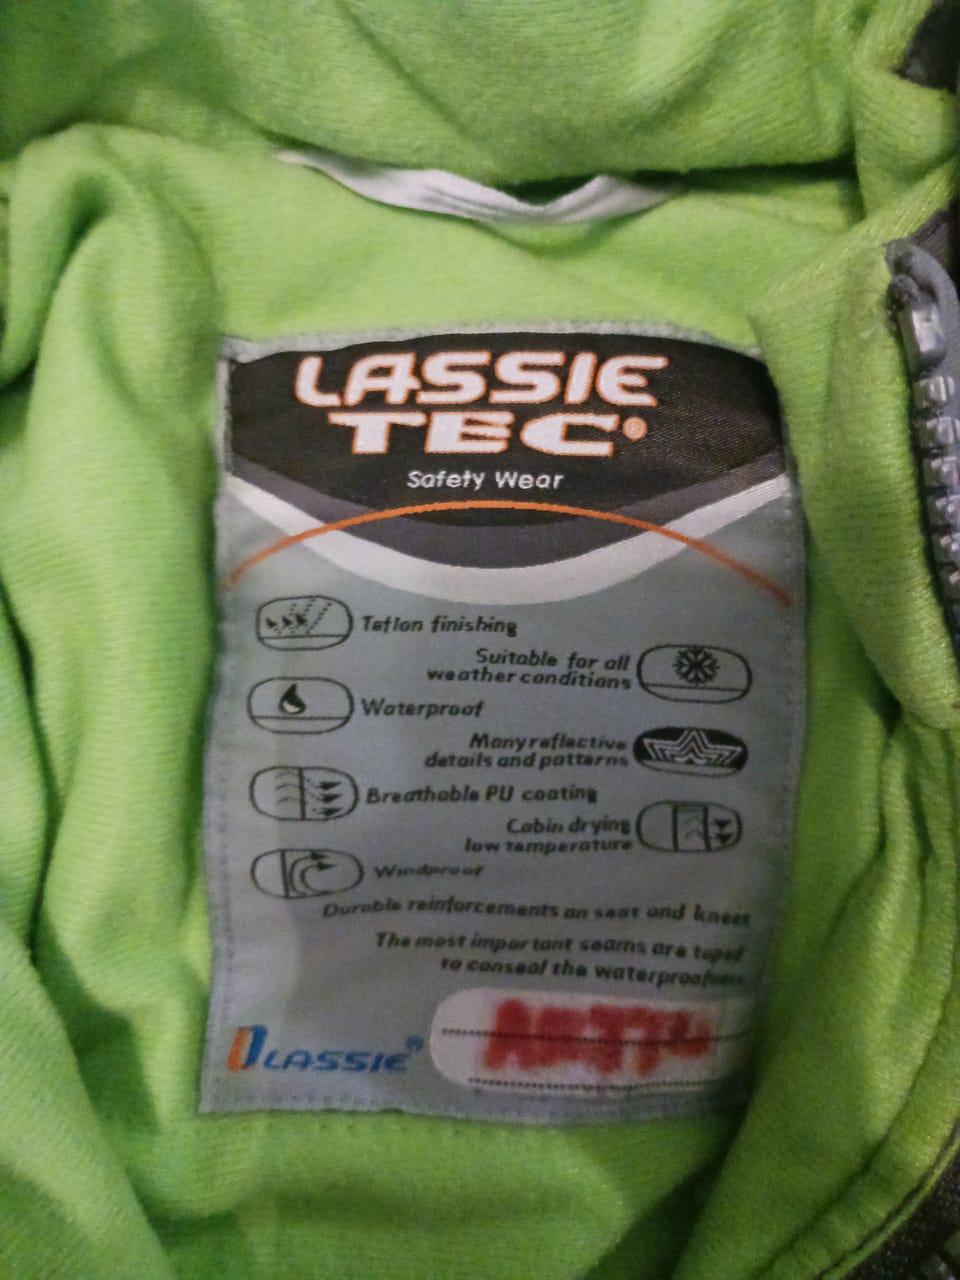 LASSIE
TEC®
Safety Wear
Teflon finishing
Suitable for all
weather conditions
Waterproof
Many reflective
details and patterns
Breathable PU coating
Cabin drying
low temperature
Windproof
Durable reinforcements on seat and knees
The most important seams are taped
to conseal the waterproofness
LASSIE®